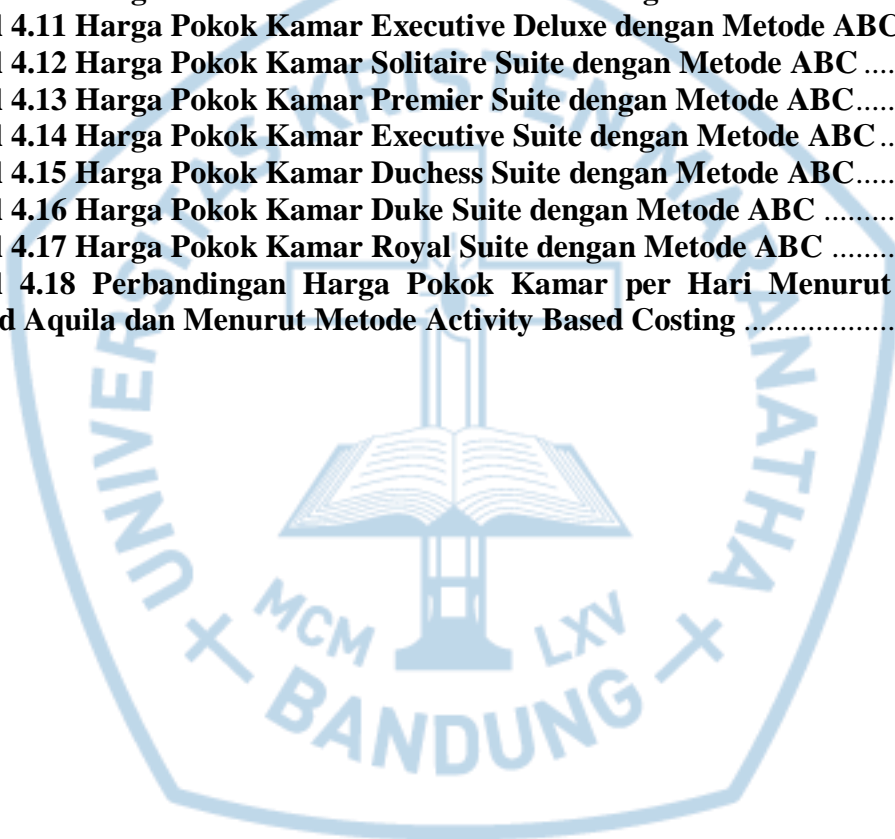 4.11 Harga Pokok Kamar Executive Deluxe dengan Metode ABC
4.12 Harga Pokok Kamar Solitaire Suite dengan Metode ABC ....
4.13 Harga Pokok Kamar Premier Suite dengan Metode ABC.....
4.14 Harga Pokok Kamar Executive Suite dengan Metode ABC ..
4.15 Harga Pokok Kamar Duchess Suite dengan Metode ABC.....
4.16 Harga Pokok Kamar Duke Suite dengan Metode ABC .........
4.17 Harga Pokok Kamar Royal Suite dengan Metode ABC ........
4.18 Perbandingan Harga Pokok Kamar per Hari Menurut
d Aquila dan Menurut Metode Activity Based Costing ...................
UNIVERSITAS KRISTEN MARANATHA
MCM LXV
BANDUNG